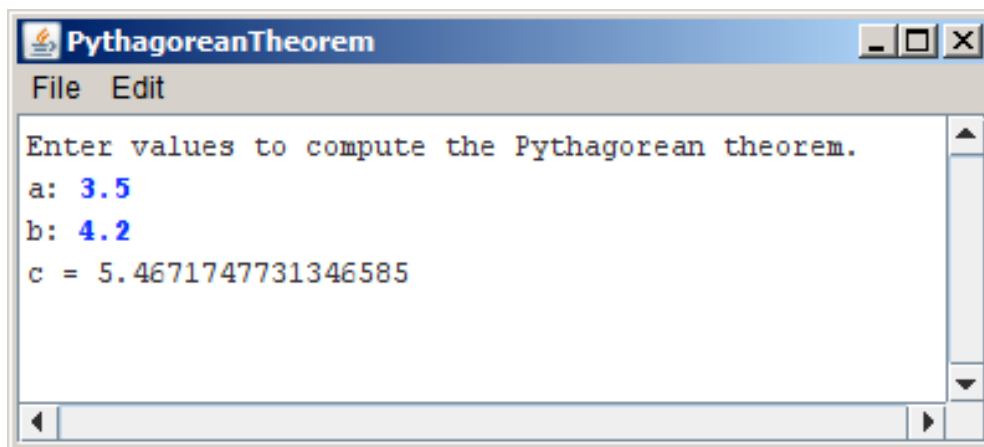 PythagoreanTheorem
File Edit
Enter values to compute the Pythagorean theorem.
a: 3.5
b: 4.2
c = 5.4671747731346585